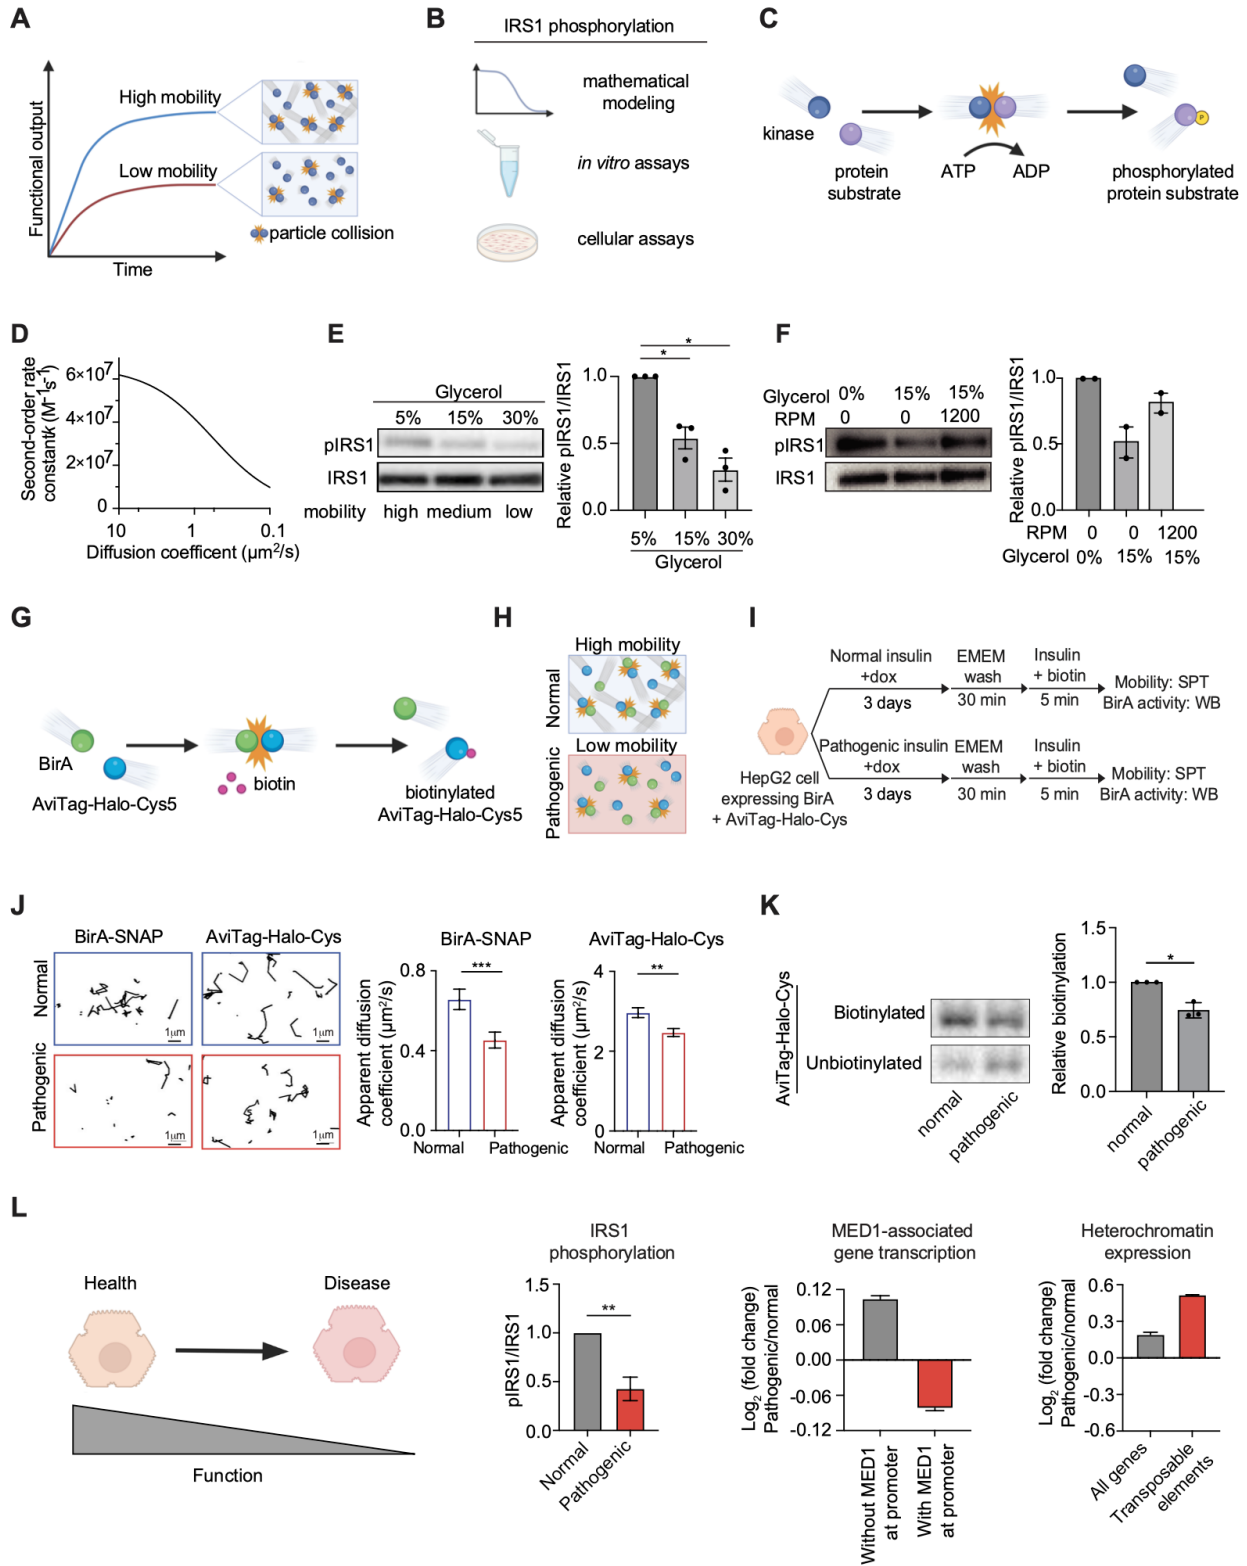 A
Functional output
High mobility
Low mobility
Time
particle collision
B
IRS1 phosphorylation
mathematical
modeling
in vitro assays
cellular assays
C
kinase
protein
substrate
ATP
ADP
P
phosphorylated
protein substrate
D
Second-order rate
constantk (M⁻¹s⁻¹)
6×10⁷
4×10⁷
2×10⁷
0
10
1
0.1
Diffusion coefficent (μm²/s)
E
Glycerol
5% 15% 30%
pIRS1
IRS1
mobility high medium low
Relative pIRS1/IRS1
1.0
0.5
0.0
*
*
5% 15% 30%
Glycerol
F
Glycerol 0% 15% 15%
RPM 0 0 1200
pIRS1
IRS1
Relative pIRS1/IRS1
1.0
0.5
0.0
RPM 0 0 1200
Glycerol 0% 15% 15%
G
BirA
AviTag-Halo-Cys5
biotin
biotinylated
AviTag-Halo-Cys5
H
High mobility
Normal
Low mobility
Pathogenic
I
HepG2 cell
expressing BirA
+ AviTag-Halo-Cys
Normal insulin
+dox
3 days
EMEM
wash
30 min
Insulin
+ biotin
5 min
Mobility: SPT
BirA activity: WB
Pathogenic insulin
+dox
3 days
EMEM
wash
30 min
Insulin
+ biotin
5 min
Mobility: SPT
BirA activity: WB
J
BirA-SNAP
AviTag-Halo-Cys
Normal
Pathogenic
1μm
1μm
1μm
1μm
BirA-SNAP
Apparent diffusion
coefficient (μm²/s)
0.8
0.4
0.0
***
Normal
Pathogenic
AviTag-Halo-Cys
Apparent diffusion
coefficient (μm²/s)
4
2
0
**
Normal
Pathogenic
K
AviTag-Halo-Cys
Biotinylated
Unbiotinylated
normal
pathogenic
Relative biotinylation
1.5
1.0
0.5
0.0
*
normal
pathogenic
L
Health
Disease
Function
IRS1
phosphorylation
pIRS1/IRS1
1.5
1.0
0.5
0.0
**
Normal
Pathogenic
MED1-associated
gene transcription
Log₂ (fold change)
Pathogenic/normal
0.12
0.06
0.00
-0.06
-0.12
Without MED1
at promoter
With MED1
at promoter
Heterochromatin
expression
Log₂ (fold change)
Pathogenic/normal
0.6
0.3
0.0
-0.3
-0.6
All genes
Transposable
elements